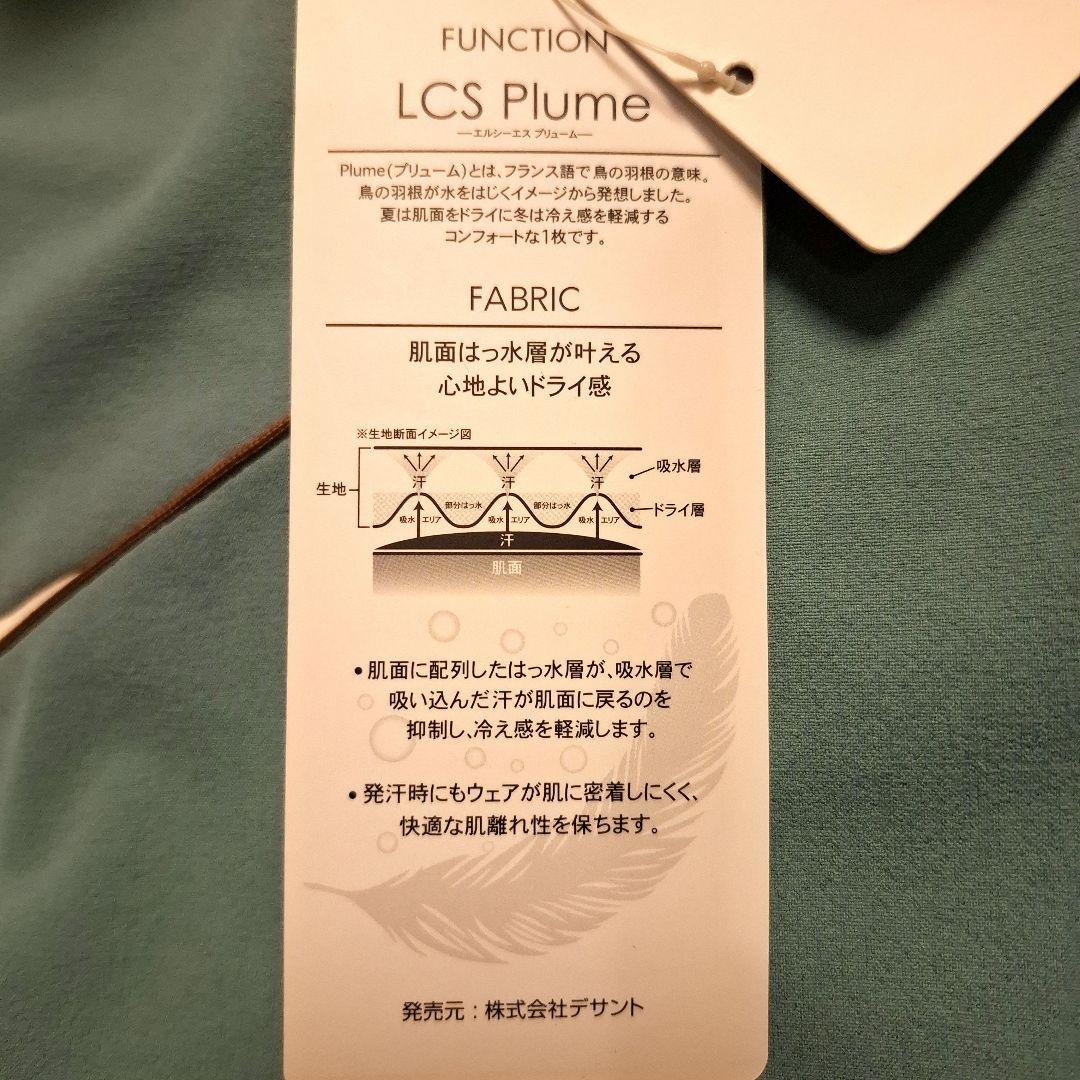 FUNCTION
LCS Plume
―エルシーエス プリューム―
Plume(プリューム)とは、フランス語で鳥の羽根の意味。
鳥の羽根が水をはじくイメージから発想しました。
夏は肌面をドライに冬は冷え感を軽減する
コンフォートな1枚です。
FABRIC
肌面はっ水層が叶える
心地よいドライ感
※生地断面イメージ図
汗 汗 汗
吸水層
生地
部分はっ水 部分はっ水
ドライ層
吸水 エリア 吸水 エリア 吸水 エリア
汗
肌面
•肌面に配列したはっ水層が、吸水層で
吸い込んだ汗が肌面に戻るのを
抑制し、冷え感を軽減します。
•発汗時にもウェアが肌に密着しにくく、
快適な肌離れ性を保ちます。
発売元:株式会社デサント